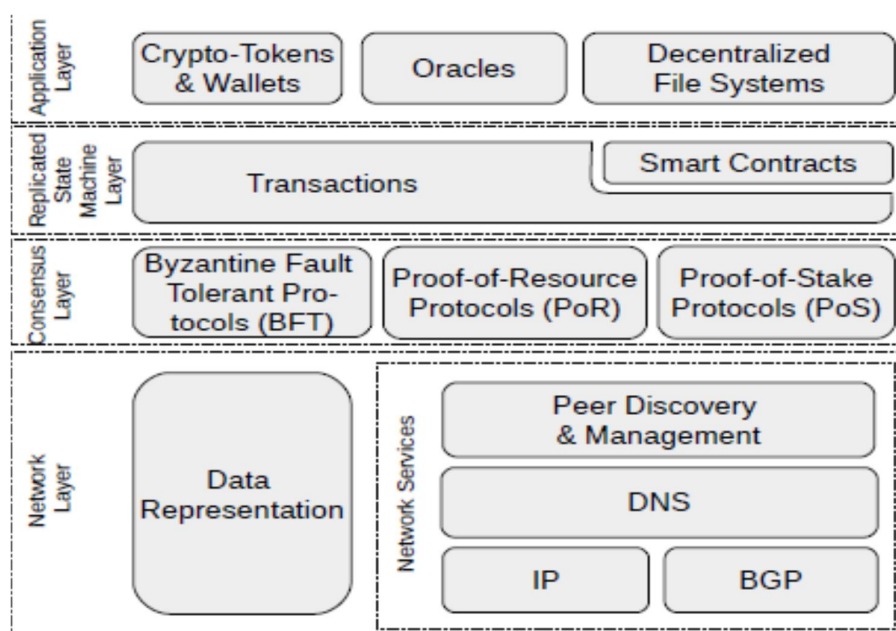 Application
Layer
Crypto-Tokens
& Wallets
Oracles
Decentralized
File Systems
Replicated
State
Machine
Layer
Transactions
Smart Contracts
Consensus
Layer
Byzantine Fault
Tolerant Pro-
tocols (BFT)
Proof-of-Resource
Protocols (PoR)
Proof-of-Stake
Protocols (PoS)
Network
Layer
Data
Representation
Network Services
Peer Discovery
& Management
DNS
IP
BGP